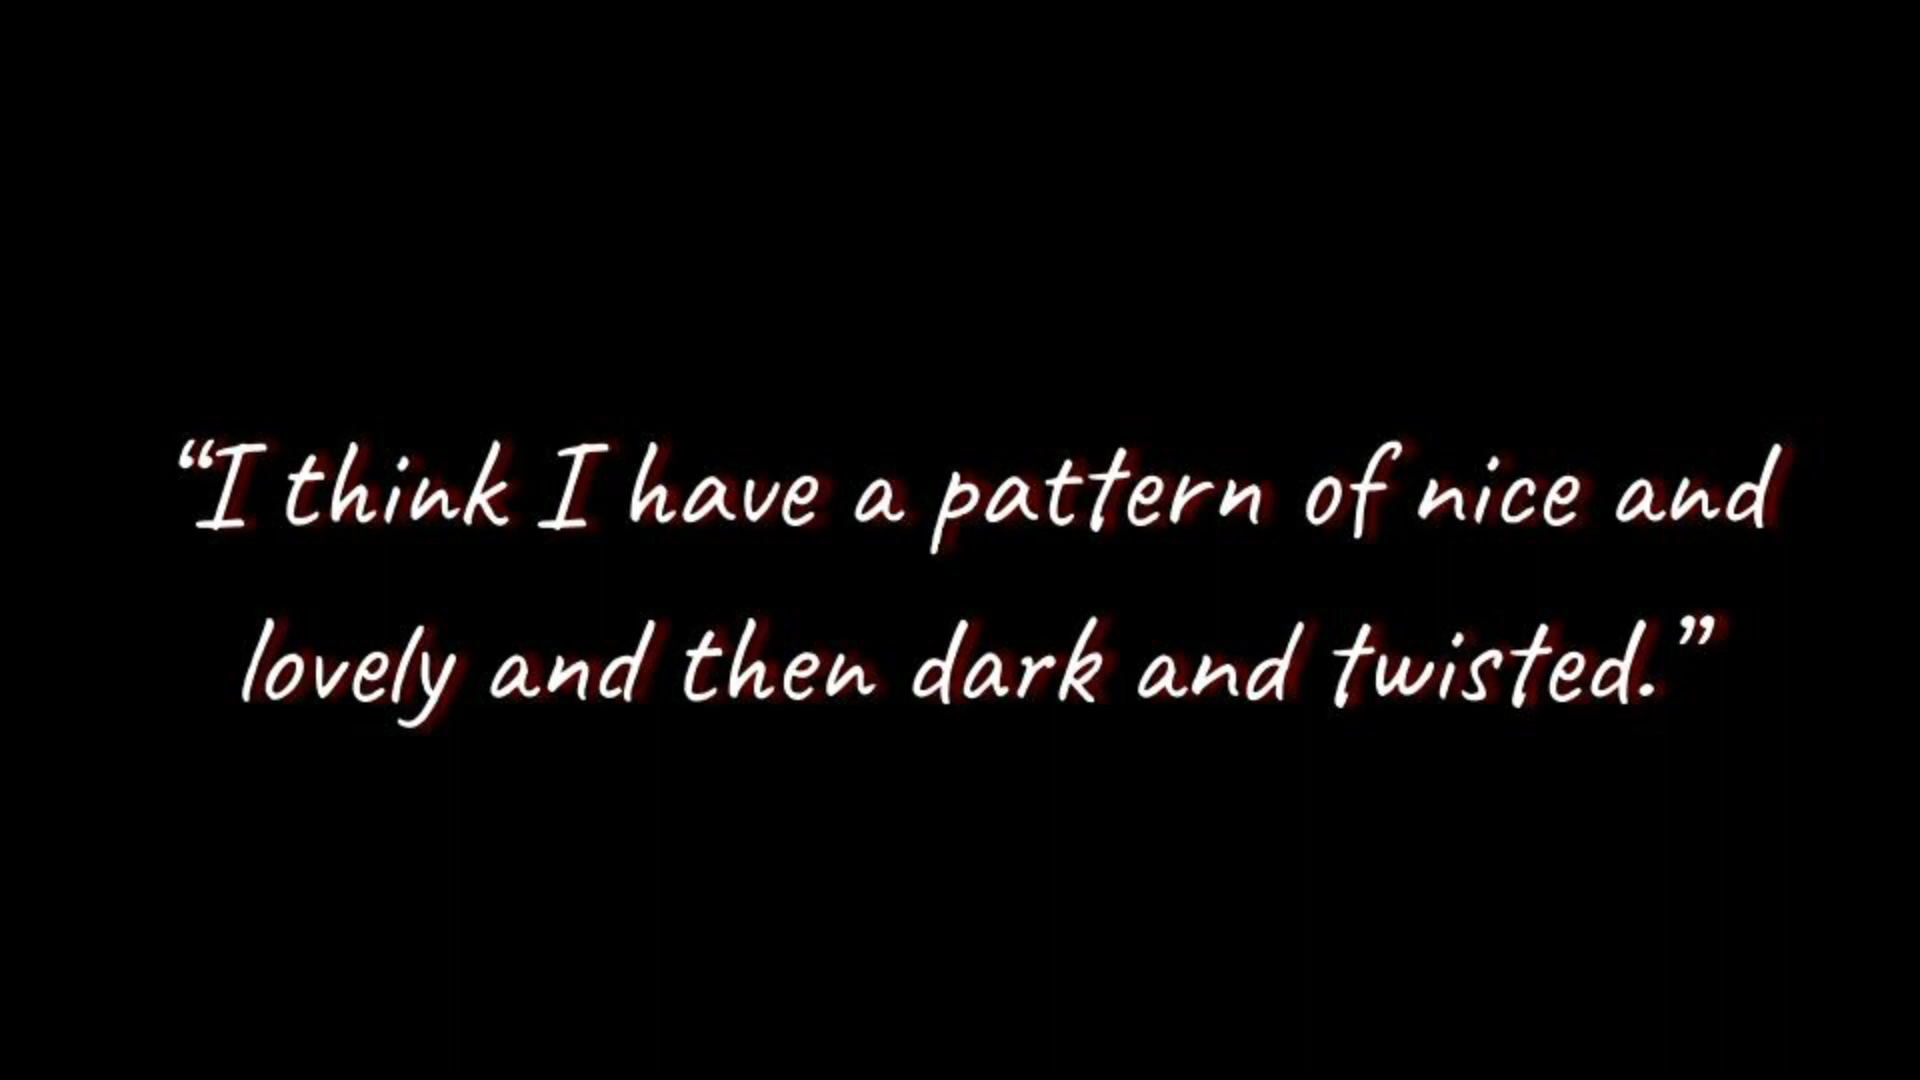 “I think I have a pattern of nice and
lovely and then dark and twisted.”